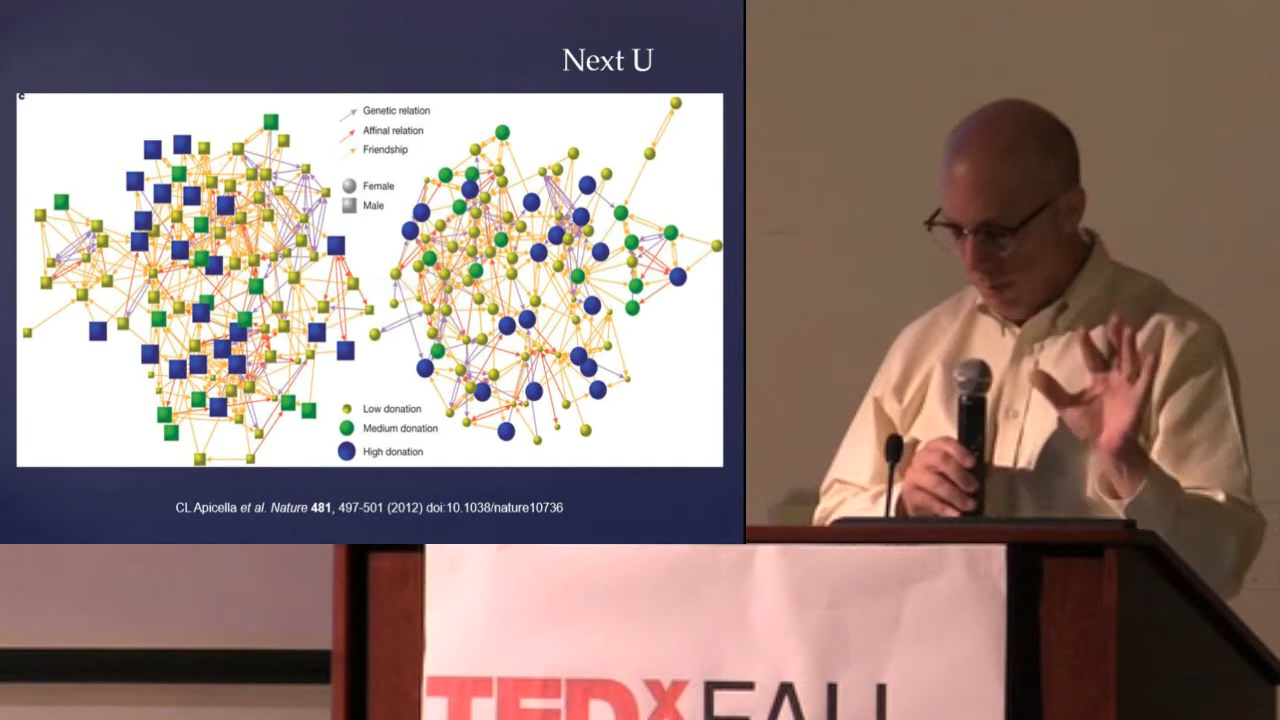 Next U
c
Genetic relation
Affinal relation
Friendship
Female
Male
Low donation
Medium donation
High donation
CL Apicella et al. Nature 481, 497-501 (2012) doi:10.1038/nature10736
TEDxFAU